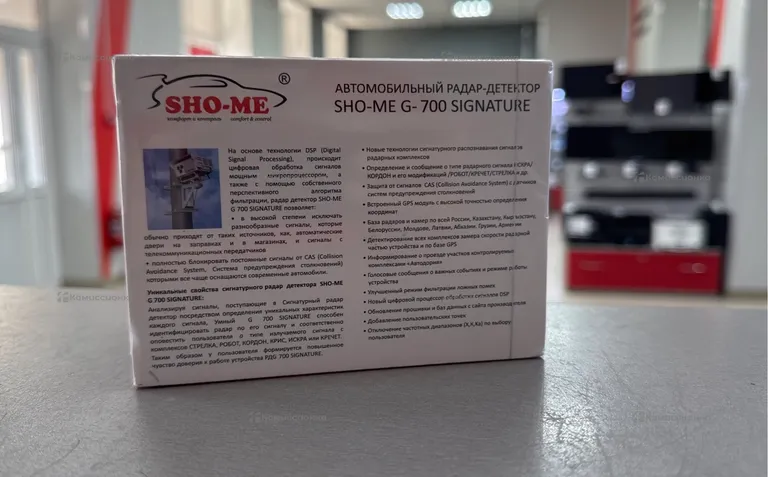 SHO-ME
®
комфорт и контроль comfort & control
АВТОМОБИЛЬНЫЙ РАДАР-ДЕТЕКТОР
SHO-ME G- 700 SIGNATURE
На основе технологии DSP (Digital
Signal Processing), происходит
цифровая обработка сигналов
мощным микропроцессором, а
также с помощью собственного
перспективного алгоритма
фильтрации, радар детектор SHO-ME
G 700 SIGNATURE позволяет:
• в высокой степени исключать
разнообразные сигналы, которые
обычно приходят от таких источников, как, автоматические
двери на заправках и в магазинах, и сигналы с
телекоммуникационных передатчиков
• полностью блокировать постоянные сигналы от CAS (Collision
Avoidance System, Система предупреждения столкновений)
которыми все чаще оснащаются современные автомобили.
Уникальные свойства сигнатурного радар детектора SHO-ME
G 700 SIGNATURE:
Анализируя сигналы, поступающие в Сигнатурный радар
детектор посредством определения уникальных характеристик
каждого сигнала, Умный G 700 SIGNATURE способен
идентифицировать радар по его сигналу и соответственно
оповестить пользователя о типе излучаемого сигнала с
комплексов СТРЕЛКА, РОБОТ, КОРДОН, КРИС, ИСКРА или КРЕЧЕТ.
Таким образом у пользователя формируется повышенное
чувство доверия к работе устройства РДG 700 SIGNATURE.
• Новые технологии сигнатурного распознавания сигналов
радарных комплексов
• Определение и сообщение о типе радарного сигнала ИСКРА/
КОРДОН и его модификаций /РОБОТ/КРЕЧЕТ/СТРЕЛКА и др.
• Защита от сигналов CAS (Collision Avoidance System) с датчиков
систем предупреждения столкновений
• Встроенный GPS модуль с высокой точностью определения
координат
• База радаров и камер по всей России, Казахстану, Кыргызстану,
Белоруссии, Молдове, Латвии, Абхазии, Грузии, Армении
• Детектирование всех комплексов замера скорости радарной
частью устройства и по базе GPS
• Информирование о проезде участков контролируемых
комплексами «Автодория»
• Голосовые сообщения о важных событиях и режиме работы
устройства
• Улучшенный режим фильтрации ложных помех
• Новый цифровой процессор обработки сигналов DSP
• Обновления прошивки и баз данных с сайта производителя
• Добавление пользовательских точек
• Отключение частотных диапазонов (X,K,Ka) по выбору
пользователя